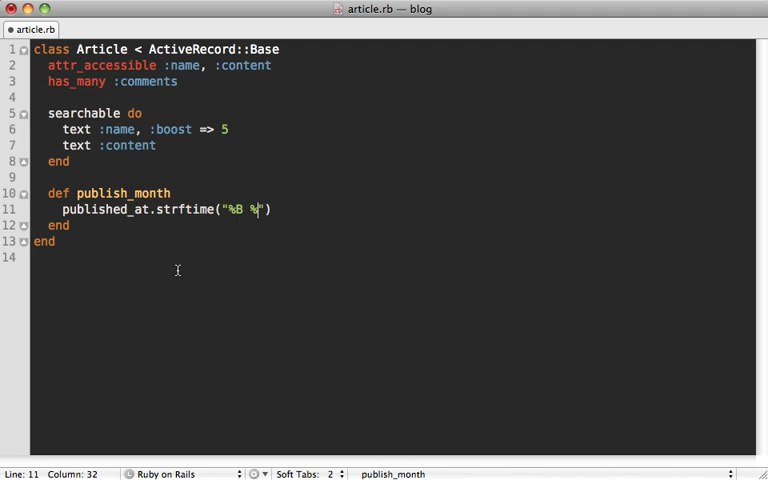 article.rb — blog
article.rb
1 class Article < ActiveRecord::Base
2 attr_accessible :name, :content
3 has_many :comments
4
5 searchable do
6 text :name, :boost => 5
7 text :content
8 end
9
10 def publish_month
11 published_at.strftime("%B %")
12 end
13 end
14
Line: 11 Column: 32 Ruby on Rails Soft Tabs: 2 publish_month